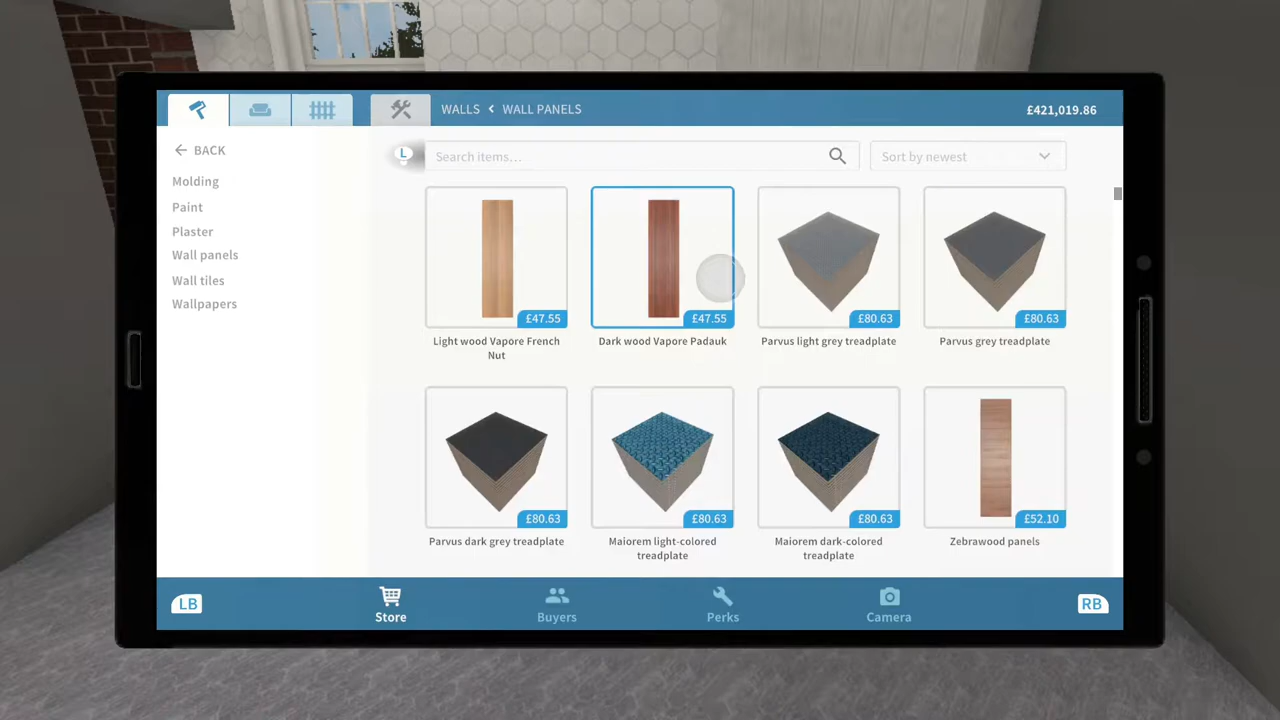 WALLS < WALL PANELS
£421,019.86
BACK
L
Search items...
Sort by newest
Molding
Paint
Plaster
Wall panels
Wall tiles
Wallpapers
£47.55
£47.55
£80.63
£80.63
Light wood Vapore French
Nut
Dark wood Vapore Padauk
Parvus light grey treadplate
Parvus grey treadplate
£80.63
£80.63
£80.63
£52.10
Parvus dark grey treadplate
Maiorem light-colored
treadplate
Maiorem dark-colored
treadplate
Zebrawood panels
LB
Store
Buyers
Perks
Camera
RB